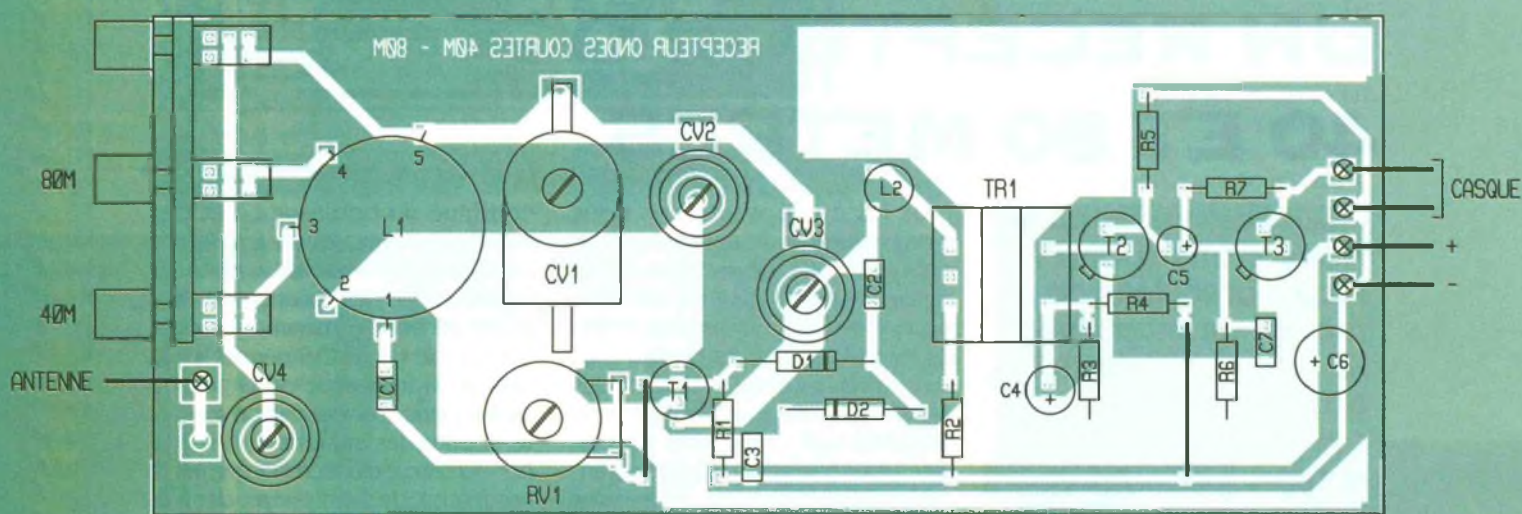 RECEPTEUR ONDES COURTES 40M - 80M
CV2
80M
4
5
3
L1
2
1
40M
CV1
CV3
L2
C2
TR1
R5
R7
T2
C5
+
T3
R4
CASQUE
+
-
ANTENNE
CV4
C1
RV1
T1
R1
C3
D1
D2
R2
C4
+
R3
R6
C7
+ C6